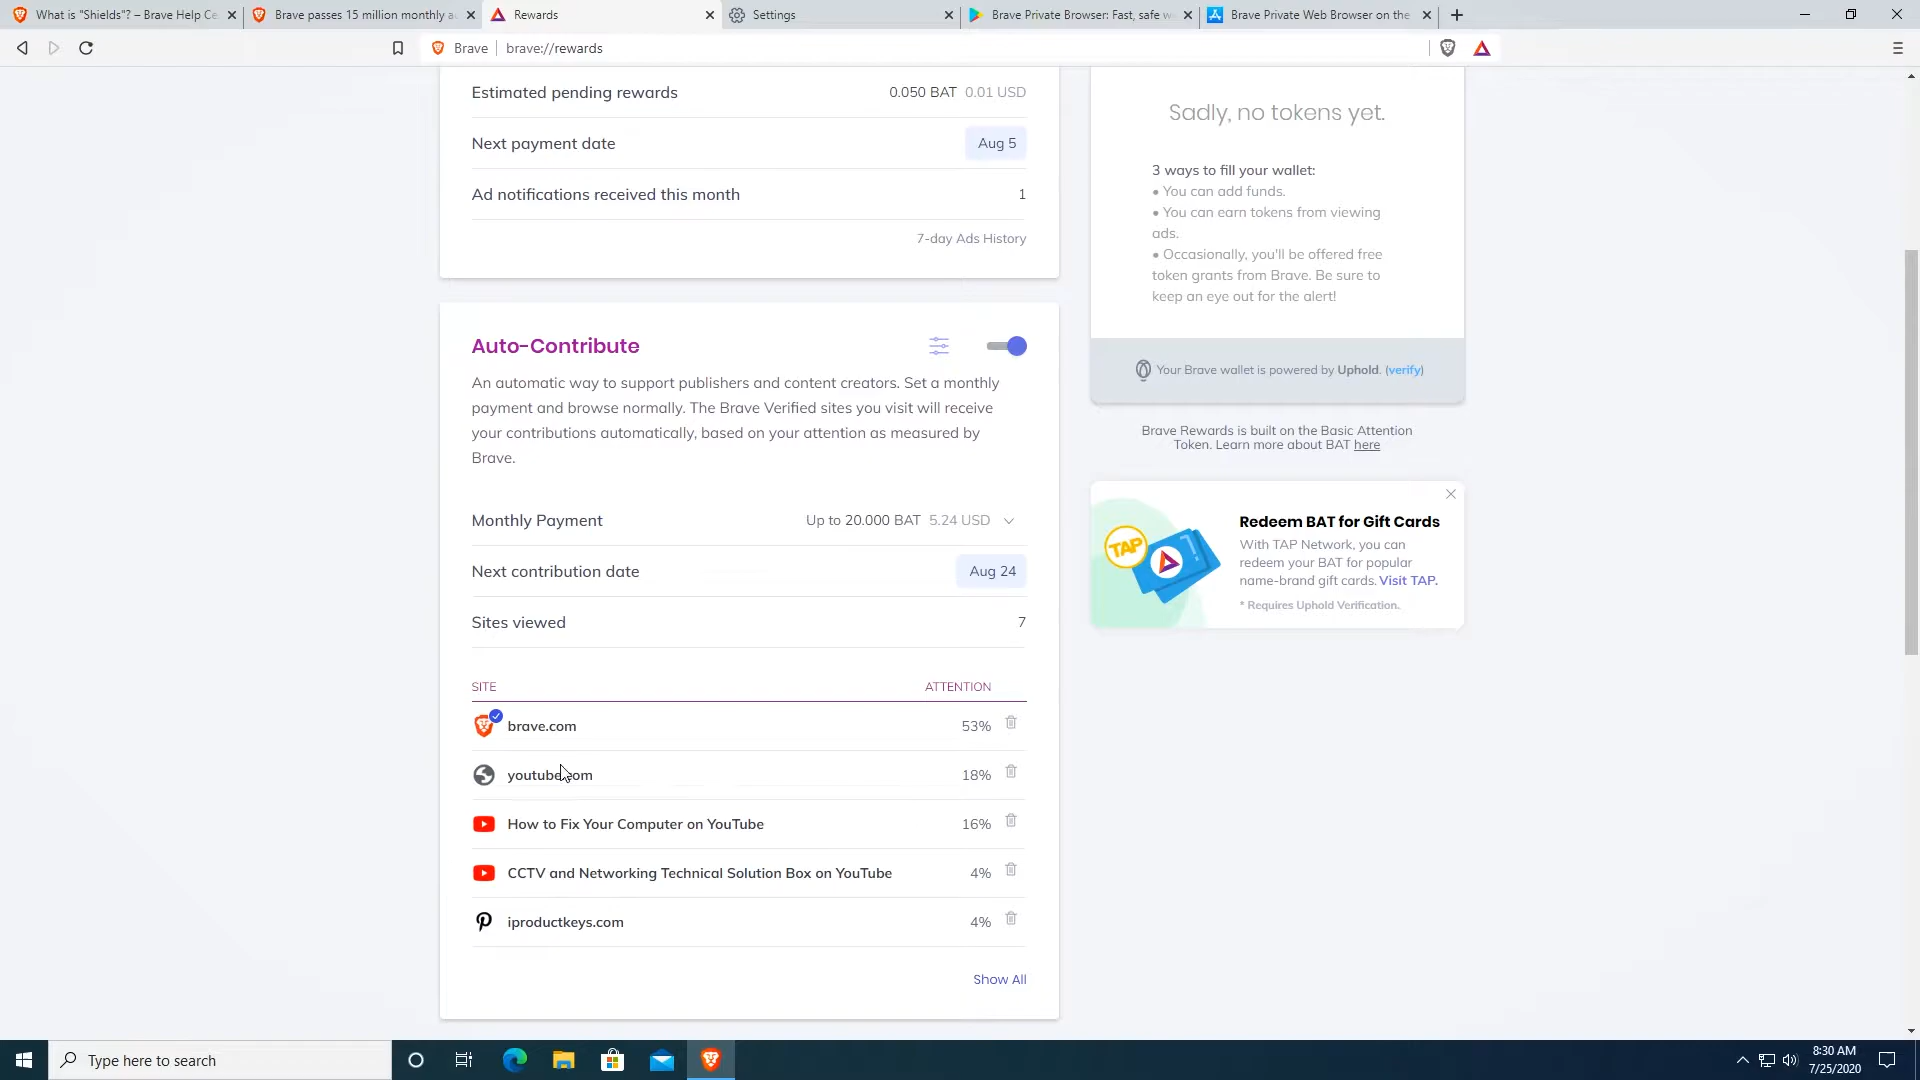 What is "Shields"? – Brave Help Ce
Brave passes 15 million monthly a
Rewards
Settings
Brave Private Browser: Fast, safe w
Brave Private Web Browser on the
Brave
brave://rewards
Estimated pending rewards
0.050 BAT 0.01 USD
Next payment date
Aug 5
Ad notifications received this month
1
7-day Ads History
Auto-Contribute
An automatic way to support publishers and content creators. Set a monthly
payment and browse normally. The Brave Verified sites you visit will receive
your contributions automatically, based on your attention as measured by
Brave.
Monthly Payment
Up to 20.000 BAT 5.24 USD
Next contribution date
Aug 24
Sites viewed
7
SITE
ATTENTION
brave.com
53%
youtube.com
18%
How to Fix Your Computer on YouTube
16%
CCTV and Networking Technical Solution Box on YouTube
4%
iproductkeys.com
4%
Show All
Sadly, no tokens yet.
3 ways to fill your wallet:
• You can add funds.
• You can earn tokens from viewing
ads.
• Occasionally, you'll be offered free
token grants from Brave. Be sure to
keep an eye out for the alert!
Your Brave wallet is powered by Uphold. (verify)
Brave Rewards is built on the Basic Attention
Token. Learn more about BAT here
TAP
Redeem BAT for Gift Cards
With TAP Network, you can
redeem your BAT for popular
name-brand gift cards. Visit TAP.
* Requires Uphold Verification.
Type here to search
8:30 AM
7/25/2020